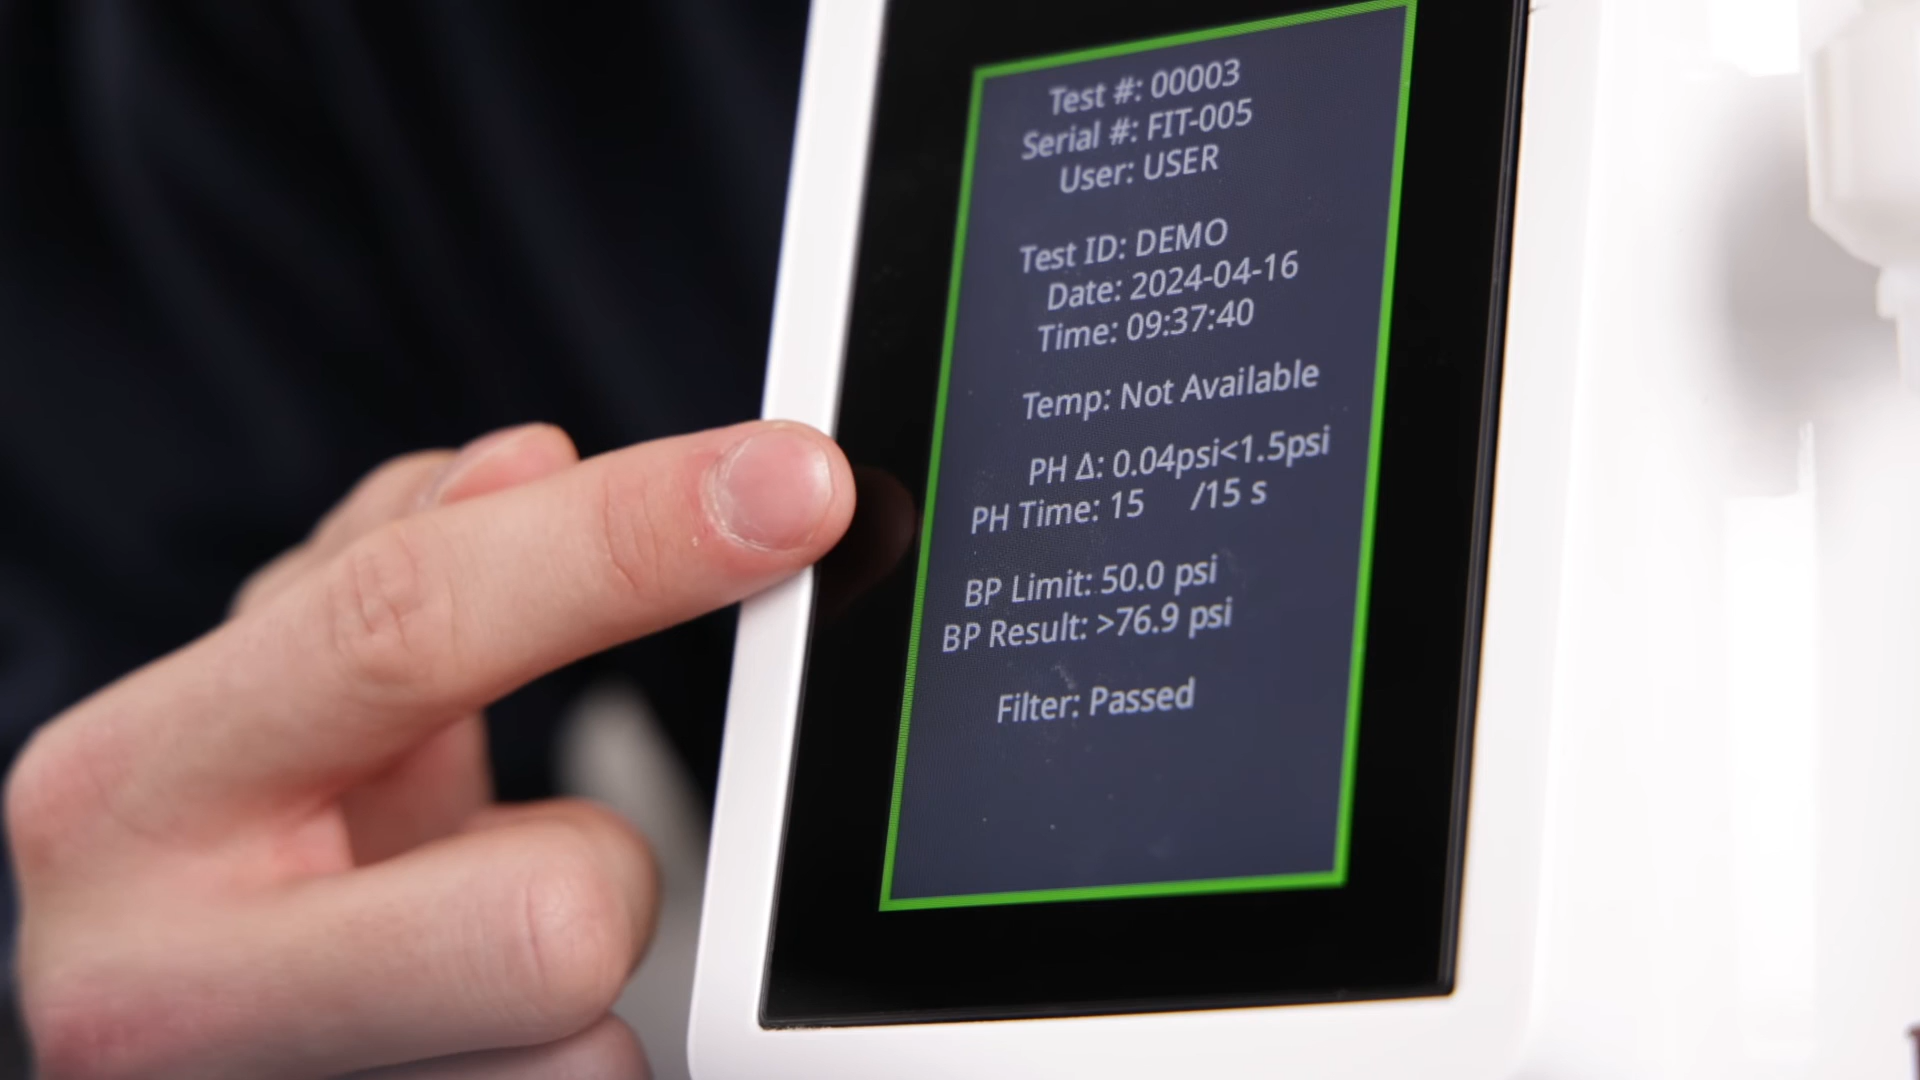 Test #: 00003
Serial #: FIT-005
User: USER
Test ID: DEMO
Date: 2024-04-16
Time: 09:37:40
Temp: Not Available
PH Δ: 0.04psi<1.5psi
PH Time: 15 /15 s
BP Limit: 50.0 psi
BP Result: >76.9 psi
Filter: Passed